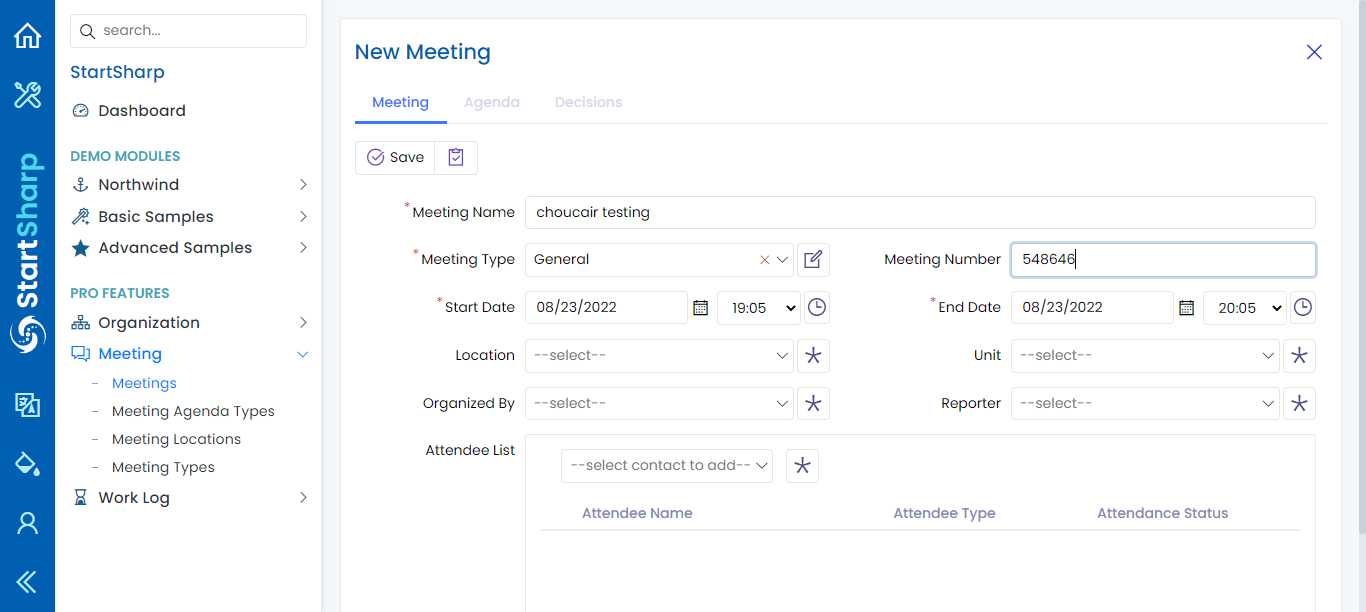 search...
StartSharp
Dashboard
DEMO MODULES
Northwind
Basic Samples
Advanced Samples
PRO FEATURES
Organization
Meeting
Meetings
Meeting Agenda Types
Meeting Locations
Meeting Types
Work Log
StartSharp
New Meeting
Meeting Agenda Decisions
Save
*Meeting Name choucair testing
*Meeting Type General Meeting Number 548646
*Start Date 08/23/2022 19:05 *End Date 08/23/2022 20:05
Location --select-- Unit --select--
Organized By --select-- Reporter --select--
Attendee List --select contact to add--
Attendee Name Attendee Type Attendance Status